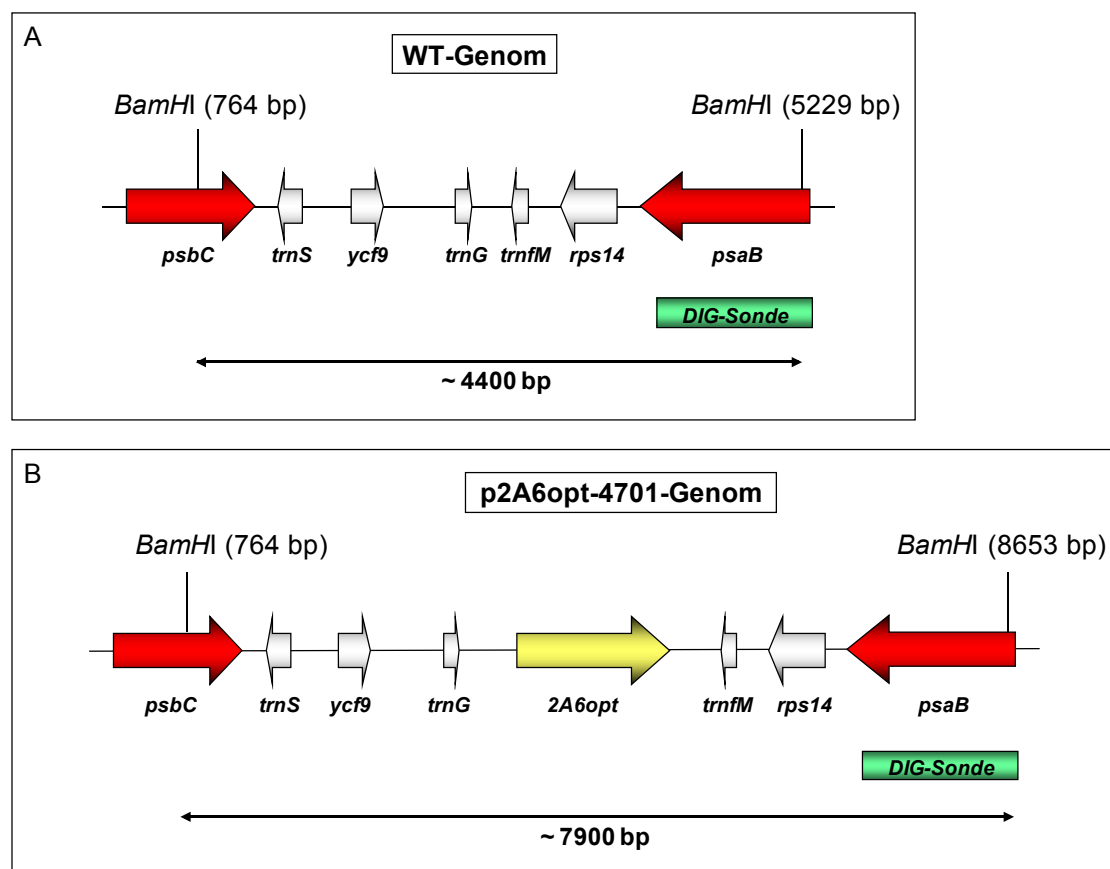 A
WT-Genom
BamHI (764 bp)
BamHI (5229 bp)
psbC
trnS
ycf9
trnG
trnfM
rps14
psaB
DIG-Sonde
~ 4400 bp
B
p2A6opt-4701-Genom
BamHI (764 bp)
BamHI (8653 bp)
psbC
trnS
ycf9
trnG
2A6opt
trnfM
rps14
psaB
DIG-Sonde
~ 7900 bp